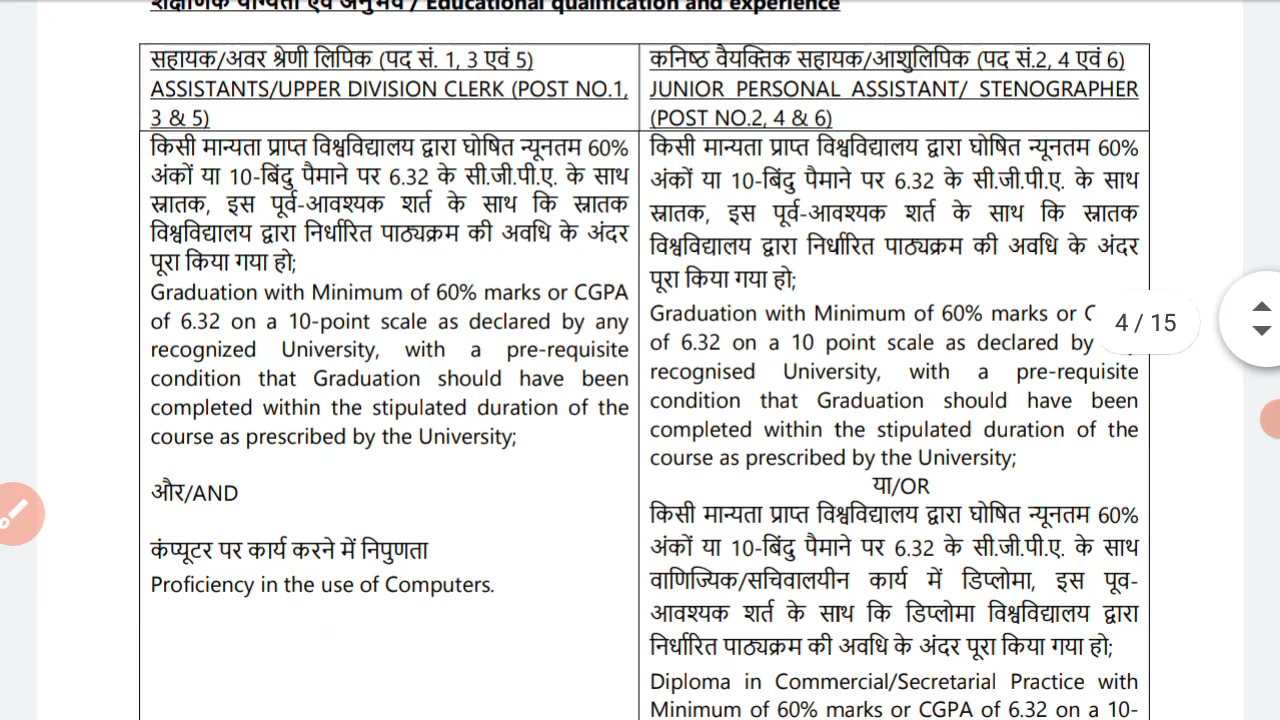 शैक्षणिक योग्यता एवं अनुभव / Educational qualification and experience
सहायक/अवर श्रेणी लिपिक (पद सं. 1, 3 एवं 5)
ASSISTANTS/UPPER DIVISION CLERK (POST NO.1,
3 & 5)
किसी मान्यता प्राप्त विश्वविद्यालय द्वारा घोषित न्यूनतम 60%
अंकों या 10-बिंदु पैमाने पर 6.32 के सी.जी.पी.ए. के साथ
स्नातक, इस पूर्व-आवश्यक शर्त के साथ कि स्नातक
विश्वविद्यालय द्वारा निर्धारित पाठ्यक्रम की अवधि के अंदर
पूरा किया गया हो;
Graduation with Minimum of 60% marks or CGPA
of 6.32 on a 10-point scale as declared by any
recognized University, with a pre-requisite
condition that Graduation should have been
completed within the stipulated duration of the
course as prescribed by the University;
और/AND
कंप्यूटर पर कार्य करने में निपुणता
Proficiency in the use of Computers.
कनिष्ठ वैयक्तिक सहायक/आशुलिपिक (पद सं.2, 4 एवं 6)
JUNIOR PERSONAL ASSISTANT/ STENOGRAPHER
(POST NO.2, 4 & 6)
किसी मान्यता प्राप्त विश्वविद्यालय द्वारा घोषित न्यूनतम 60%
अंकों या 10-बिंदु पैमाने पर 6.32 के सी.जी.पी.ए. के साथ
स्नातक, इस पूर्व-आवश्यक शर्त के साथ कि स्नातक
विश्वविद्यालय द्वारा निर्धारित पाठ्यक्रम की अवधि के अंदर
पूरा किया गया हो;
Graduation with Minimum of 60% marks or
of 6.32 on a 10 point scale as declared by
recognised University, with a pre-requisite
condition that Graduation should have been
completed within the stipulated duration of the
course as prescribed by the University;
या/OR
किसी मान्यता प्राप्त विश्वविद्यालय द्वारा घोषित न्यूनतम 60%
अंकों या 10-बिंदु पैमाने पर 6.32 के सी.जी.पी.ए. के साथ
वाणिज्यिक/सचिवालयीन कार्य में डिप्लोमा, इस पूव-
आवश्यक शर्त के साथ कि डिप्लोमा विश्वविद्यालय द्वारा
निर्धारित पाठ्यक्रम की अवधि के अंदर पूरा किया गया हो;
Diploma in Commercial/Secretarial Practice with
Minimum of 60% marks or CGPA of 6.32 on a 10-
4 / 15